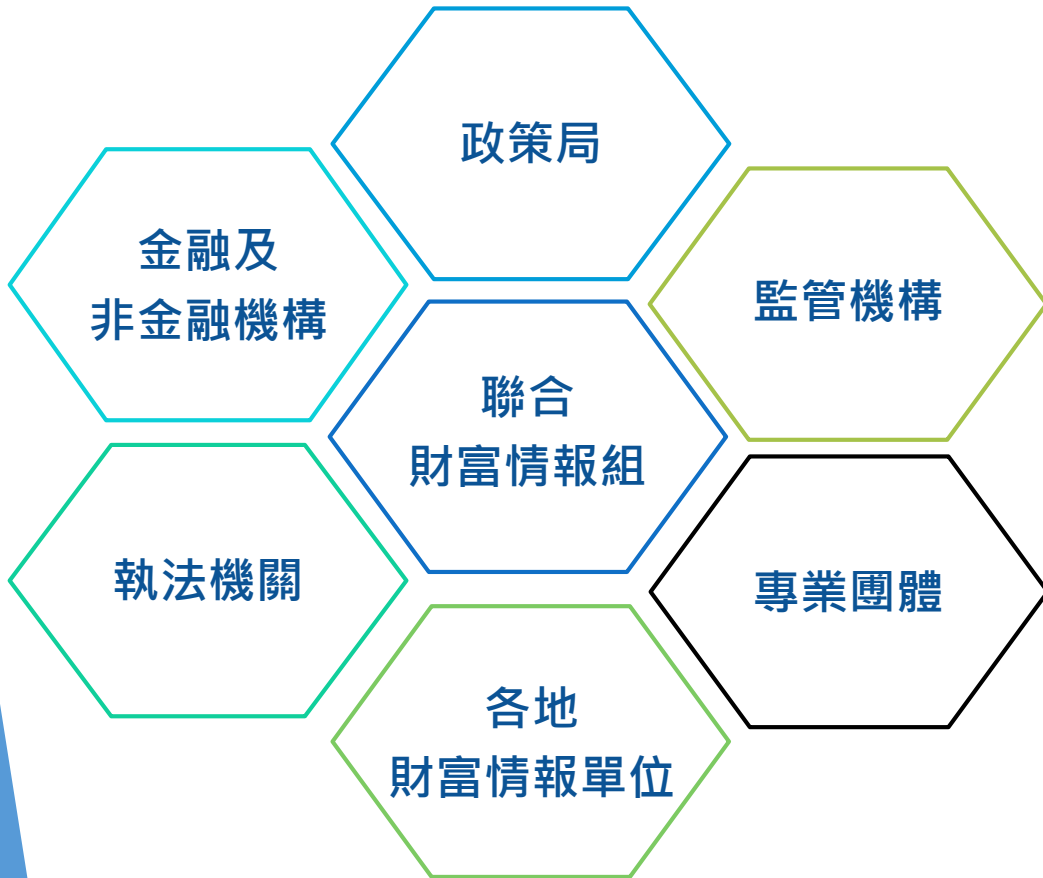 政策局
金融及
非金融機構
監管機構
聯合
財富情報組
執法機關
專業團體
各地
財富情報單位